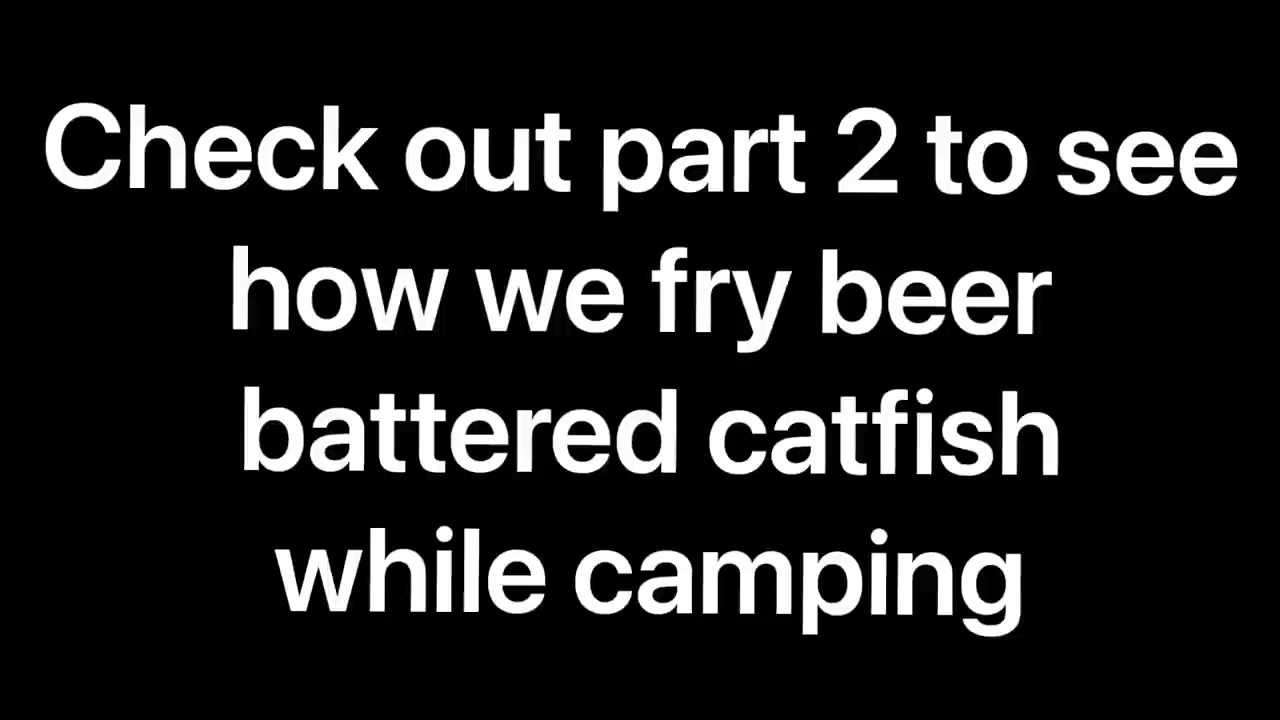 Check out part 2 to see
how we fry beer
battered catfish
while camping